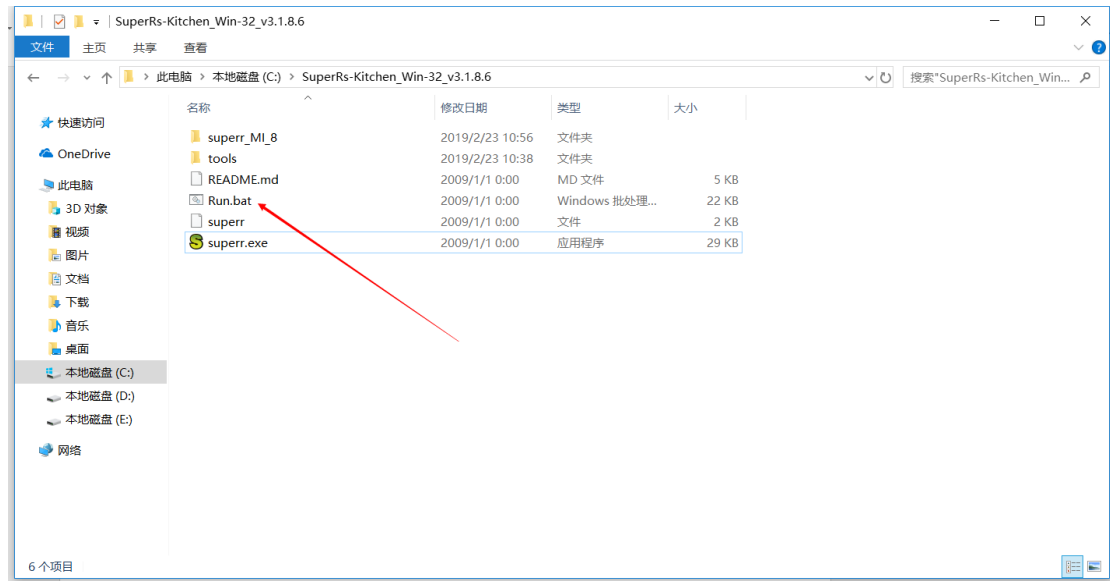 SuperRs-Kitchen_Win-32_v3.1.8.6
文件 主页 共享 查看
此电脑 › 本地磁盘 (C:) › SuperRs-Kitchen_Win-32_v3.1.8.6 搜索"SuperRs-Kitchen_Win...
名称 修改日期 类型 大小
快速访问
OneDrive
此电脑
3D 对象
视频
图片
文档
下载
音乐
桌面
本地磁盘 (C:)
本地磁盘 (D:)
本地磁盘 (E:)
网络
superr_MI_8 2019/2/23 10:56 文件夹
tools 2019/2/23 10:38 文件夹
README.md 2009/1/1 0:00 MD 文件 5 KB
Run.bat 2009/1/1 0:00 Windows 批处理... 22 KB
superr 2009/1/1 0:00 文件 2 KB
superr.exe 2009/1/1 0:00 应用程序 29 KB
6 个项目